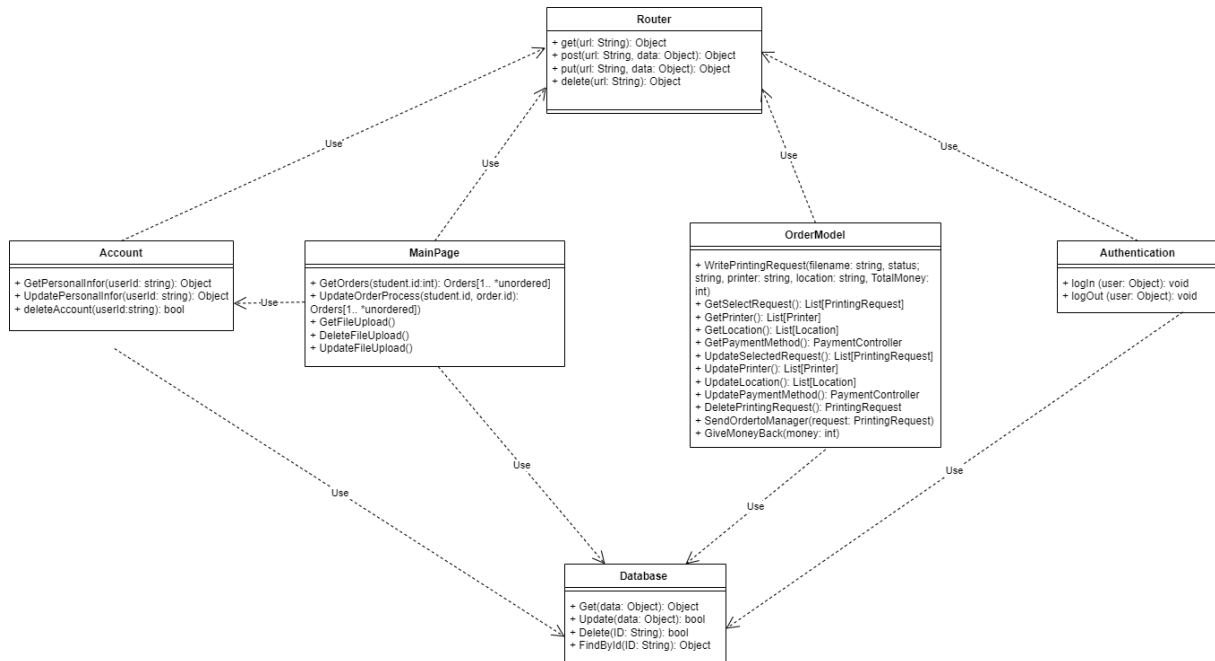 Router
+ get(url: String): Object
+ post(url: String, data: Object): Object
+ put(url: String, data: Object): Object
+ delete(url: String): Object
Use
Use
Use
Use
Account
+ GetPersonalInfor(userId: string): Object
+ UpdatePersonalInfor(userId: string): Object
+ deleteAccount(userId:string): bool
Use
MainPage
+ GetOrders(student.id:int): Orders[1.. *unordered]
+ UpdateOrderProcess(student.id, order.id):
Orders[1.. *unordered])
+ GetFileUpload()
+ DeleteFileUpload()
+ UpdateFileUpload()
OrderModel
+ WritePrintingRequest(filename: string, status;
string, printer: string, location: string, TotalMoney:
int)
+ GetSelectRequest(): List[PrintingRequest]
+ GetPrinter(): List[Printer]
+ GetLocation(): List[Location]
+ GetPaymentMethod(): PaymentController
+ UpdateSelectedRequest(): List[PrintingRequest]
+ UpdatePrinter(): List[Printer]
+ UpdateLocation(): List[Location]
+ UpdatePaymentMethod(): PaymentController
+ DeletePrintingRequest(): PrintingRequest
+ SendOrdertoManager(request: PrintingRequest)
+ GiveMoneyBack(money: int)
Authentication
+ logIn (user: Object): void
+ logOut (user: Object): void
Use
Use
Use
Use
Database
+ Get(data: Object): Object
+ Update(data: Object): bool
+ Delete(ID: String): bool
+ FindById(ID: String): Object